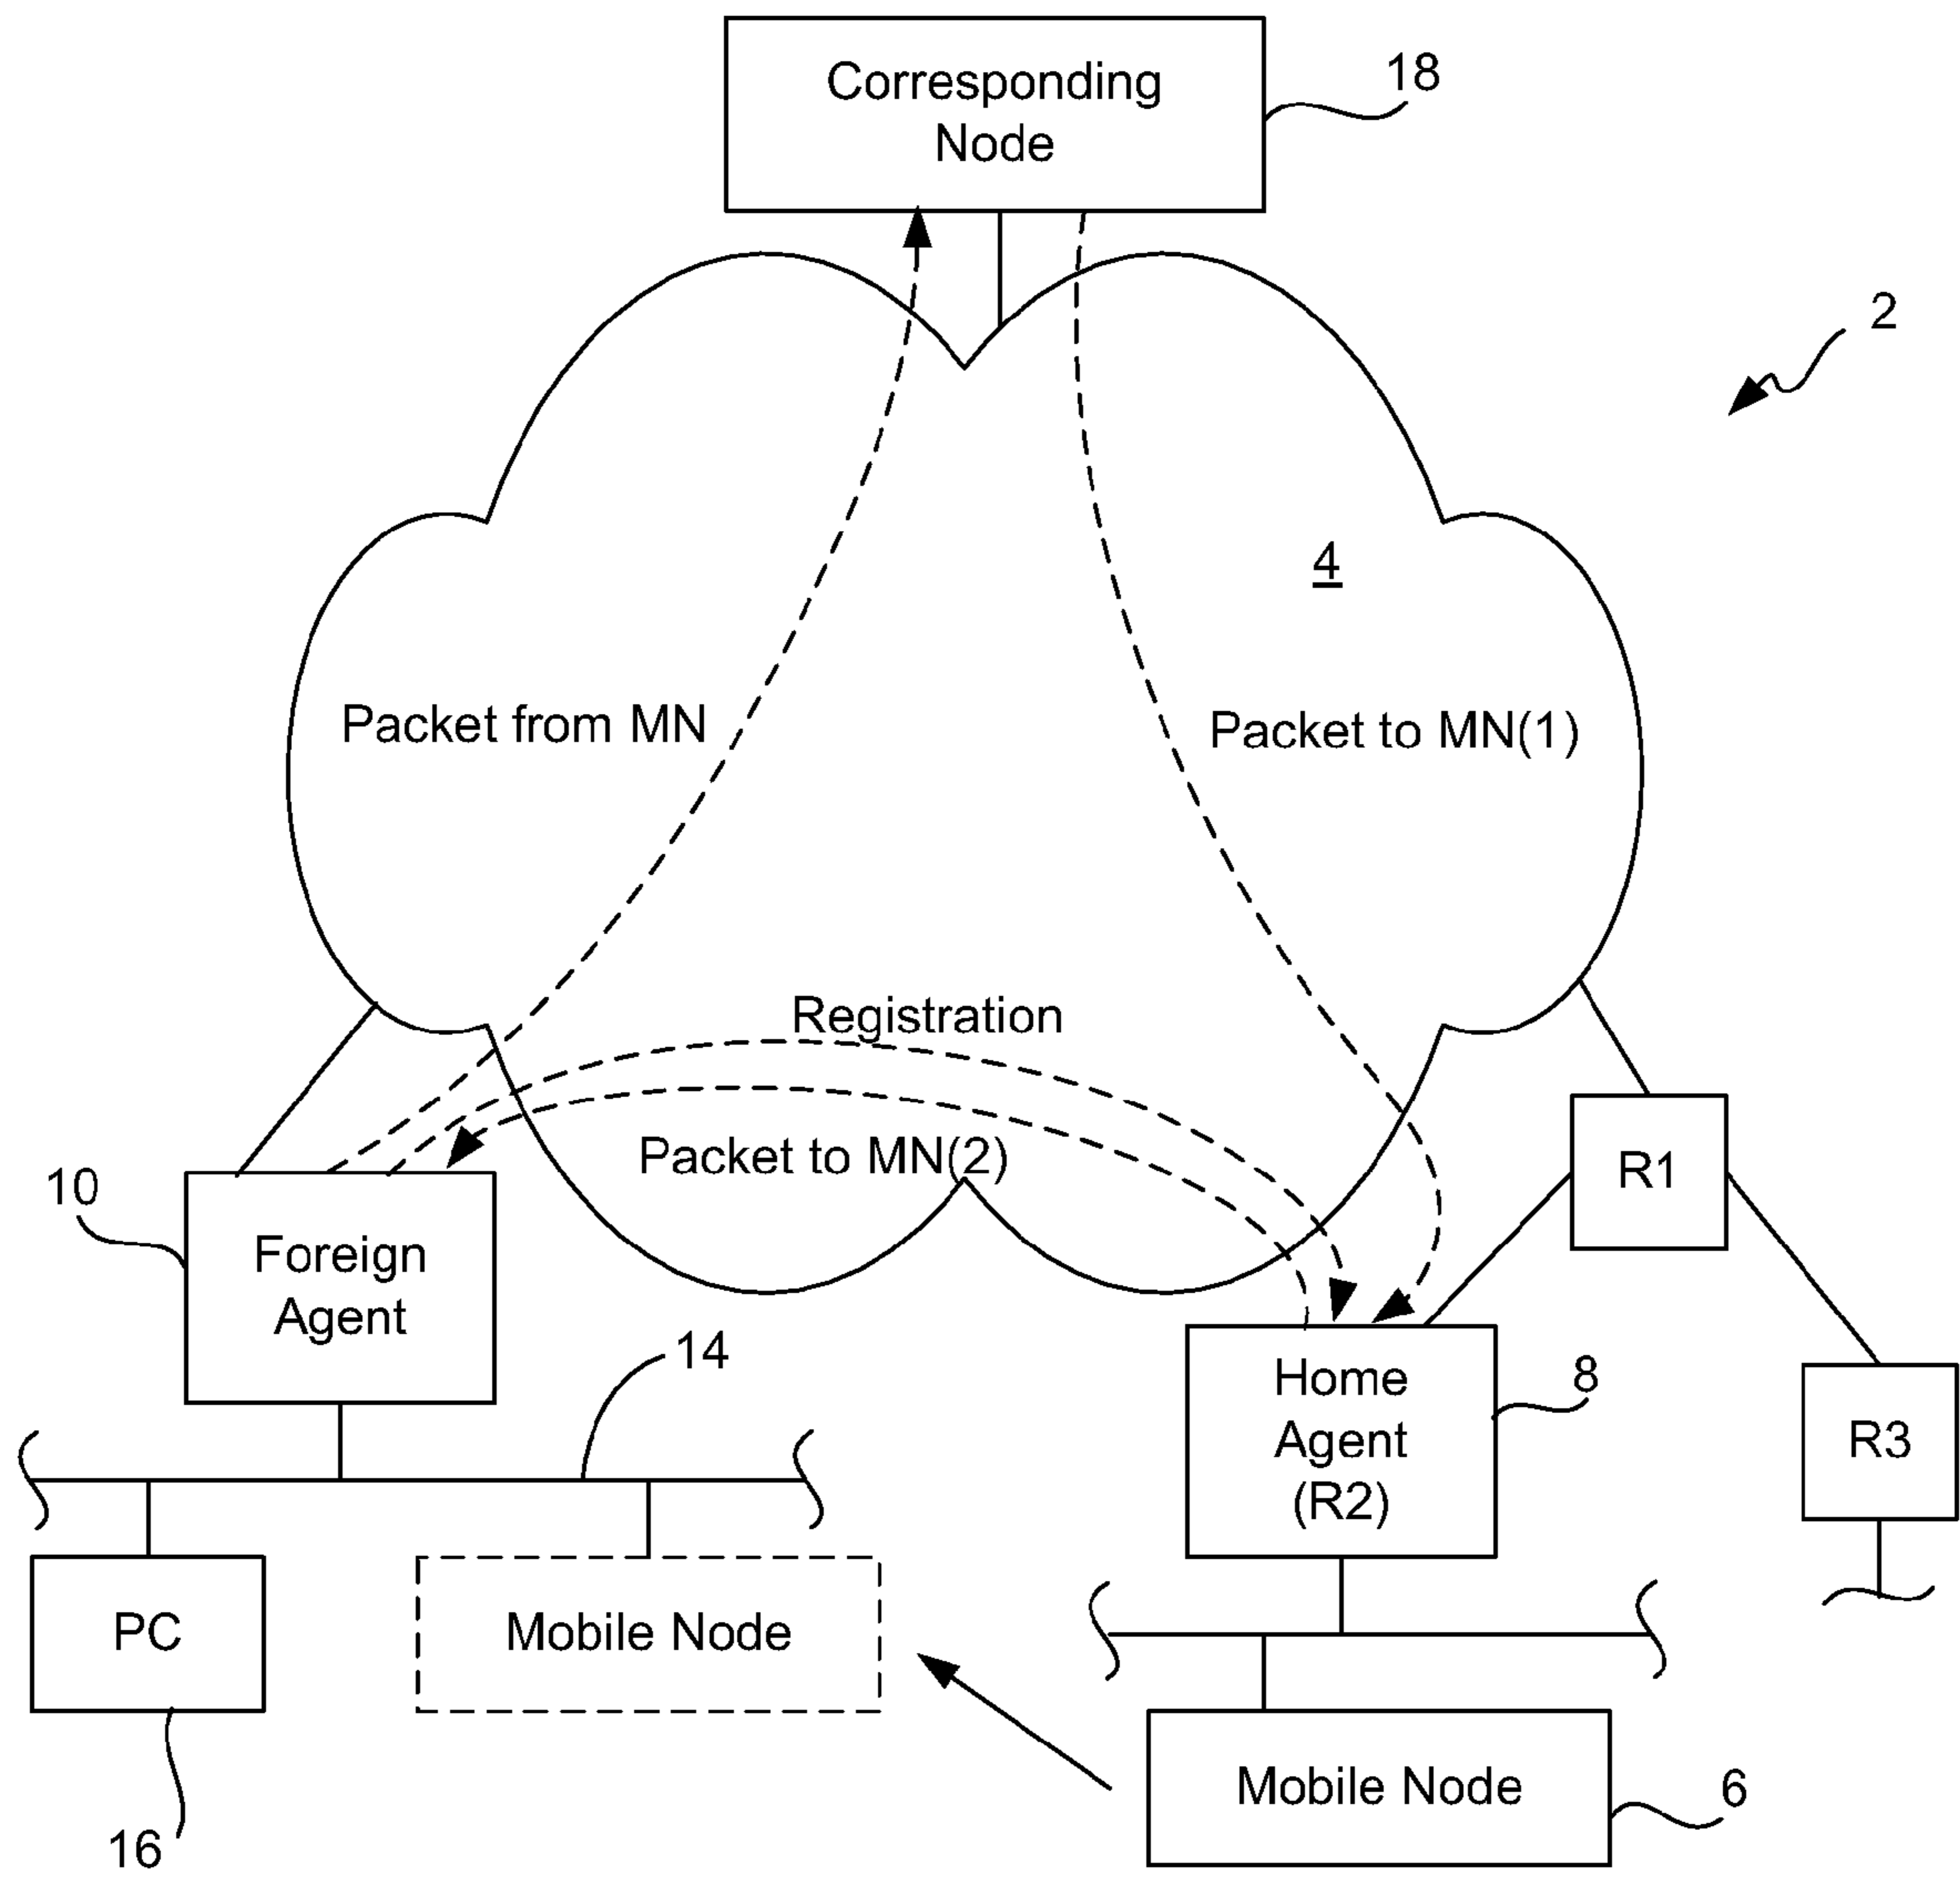 Corresponding
Node
18
2
4
Packet from MN
Packet to MN(1)
Registration
Packet to MN(2)
R1
10
Foreign
Agent
14
Home
Agent
(R2)
8
R3
PC
Mobile Node
Mobile Node
6
16